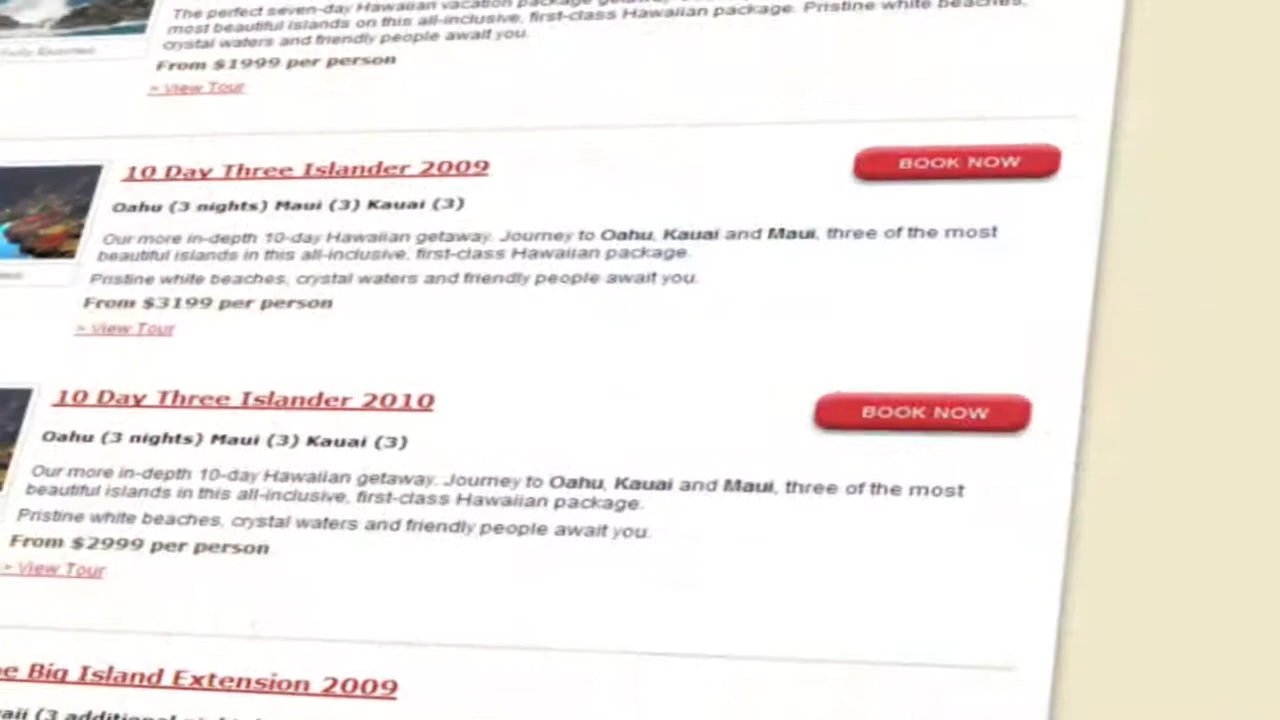 The perfect seven-day Hawaiian vacation package
most beautiful islands on this all-inclusive, first-class Hawaiian package. Pristine white beaches,
crystal waters and friendly people await you.
From $1999 per person
» View Tour
10 Day Three Islander 2009
BOOK NOW
Oahu (3 nights) Maui (3) Kauai (3)
Our more in-depth 10-day Hawaiian getaway. Journey to Oahu, Kauai and Maui, three of the most
beautiful islands in this all-inclusive, first-class Hawaiian package.
Pristine white beaches, crystal waters and friendly people await you.
From $3199 per person
» View Tour
10 Day Three Islander 2010
BOOK NOW
Oahu (3 nights) Maui (3) Kauai (3)
Our more in-depth 10-day Hawaiian getaway. Journey to Oahu, Kauai and Maui, three of the most
beautiful islands in this all-inclusive, first-class Hawaiian package.
Pristine white beaches, crystal waters and friendly people await you.
From $2999 per person
» View Tour
Big Island Extension 2009
(3 additional